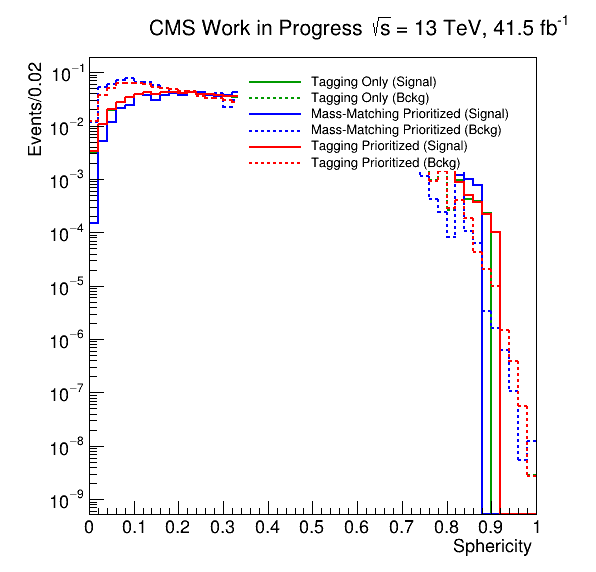 CMS Work in Progress √s = 13 TeV, 41.5 fb⁻¹
Events/0.02
10⁻¹
10⁻²
10⁻³
10⁻⁴
10⁻⁵
10⁻⁶
10⁻⁷
10⁻⁸
10⁻⁹
Tagging Only (Signal)
Tagging Only (Bckg)
Mass-Matching Prioritized (Signal)
Mass-Matching Prioritized (Bckg)
Tagging Prioritized (Signal)
Tagging Prioritized (Bckg)
0 0.1 0.2 0.3 0.4 0.5 0.6 0.7 0.8 0.9 1
Sphericity